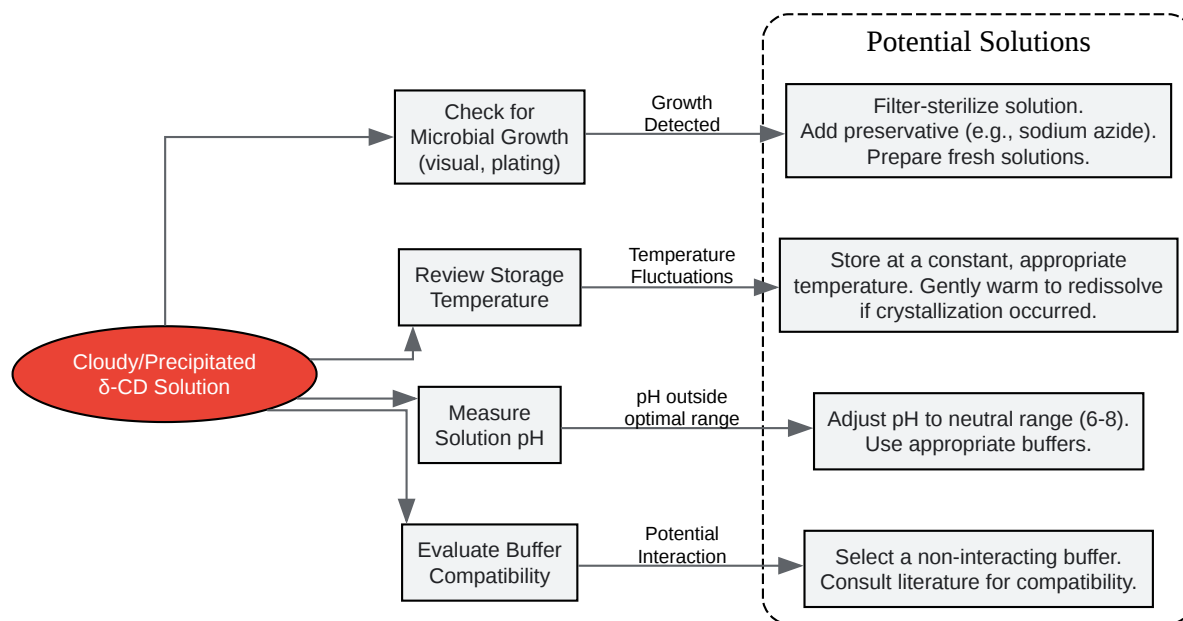 Potential Solutions
Check for
Microbial Growth
(visual, plating)
Growth
Detected
Filter-sterilize solution.
Add preservative (e.g., sodium azide).
Prepare fresh solutions.
Review Storage
Temperature
Temperature
Fluctuations
Store at a constant, appropriate
temperature. Gently warm to redissolve
if crystallization occurred.
Cloudy/Precipitated
δ-CD Solution
Measure
Solution pH
pH outside
optimal range
Adjust pH to neutral range (6-8).
Use appropriate buffers.
Evaluate Buffer
Compatibility
Potential
Interaction
Select a non-interacting buffer.
Consult literature for compatibility.